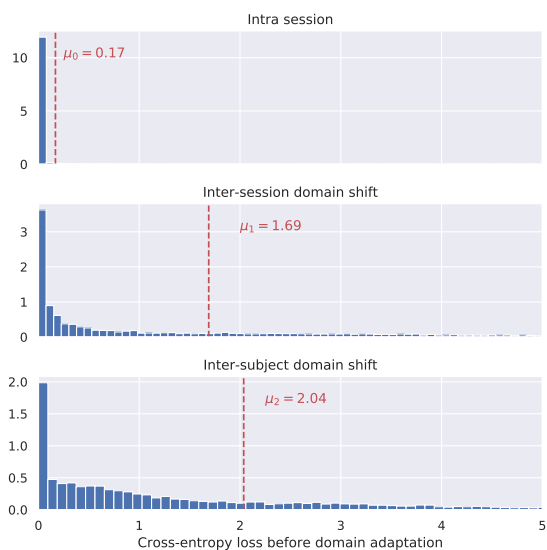 Intra session
10
μ0 = 0.17
5
0
Inter-session domain shift
3
μ1 = 1.69
2
1
0
Inter-subject domain shift
2.0
μ2 = 2.04
1.5
1.0
0.5
0.0
0 1 2 3 4 5
Cross-entropy loss before domain adaptation